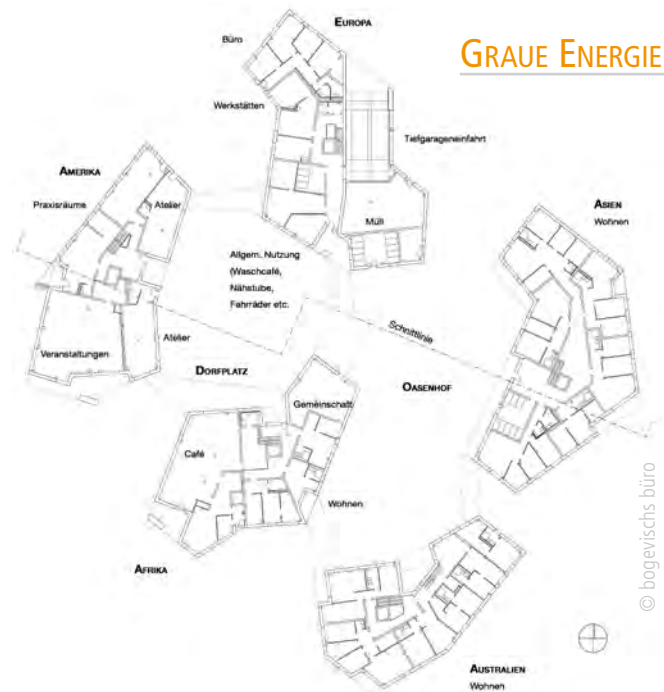 GRAUE ENERGIE
EUROPA
Büro
Werkstätten
Tiefgarageneinfahrt
AMERIKA
Praxisräume
Atelier
Müll
ASIEN
Wohnen
Allgem. Nutzung
(Waschcafé,
Nähstube,
Fahrräder etc.
Schnittlinie
Veranstaltungen
Atelier
DORFPLATZ
OASENHOF
Gemeinschaft
Café
Wohnen
AFRIKA
AUSTRALIEN
Wohnen
© bogevischs büro